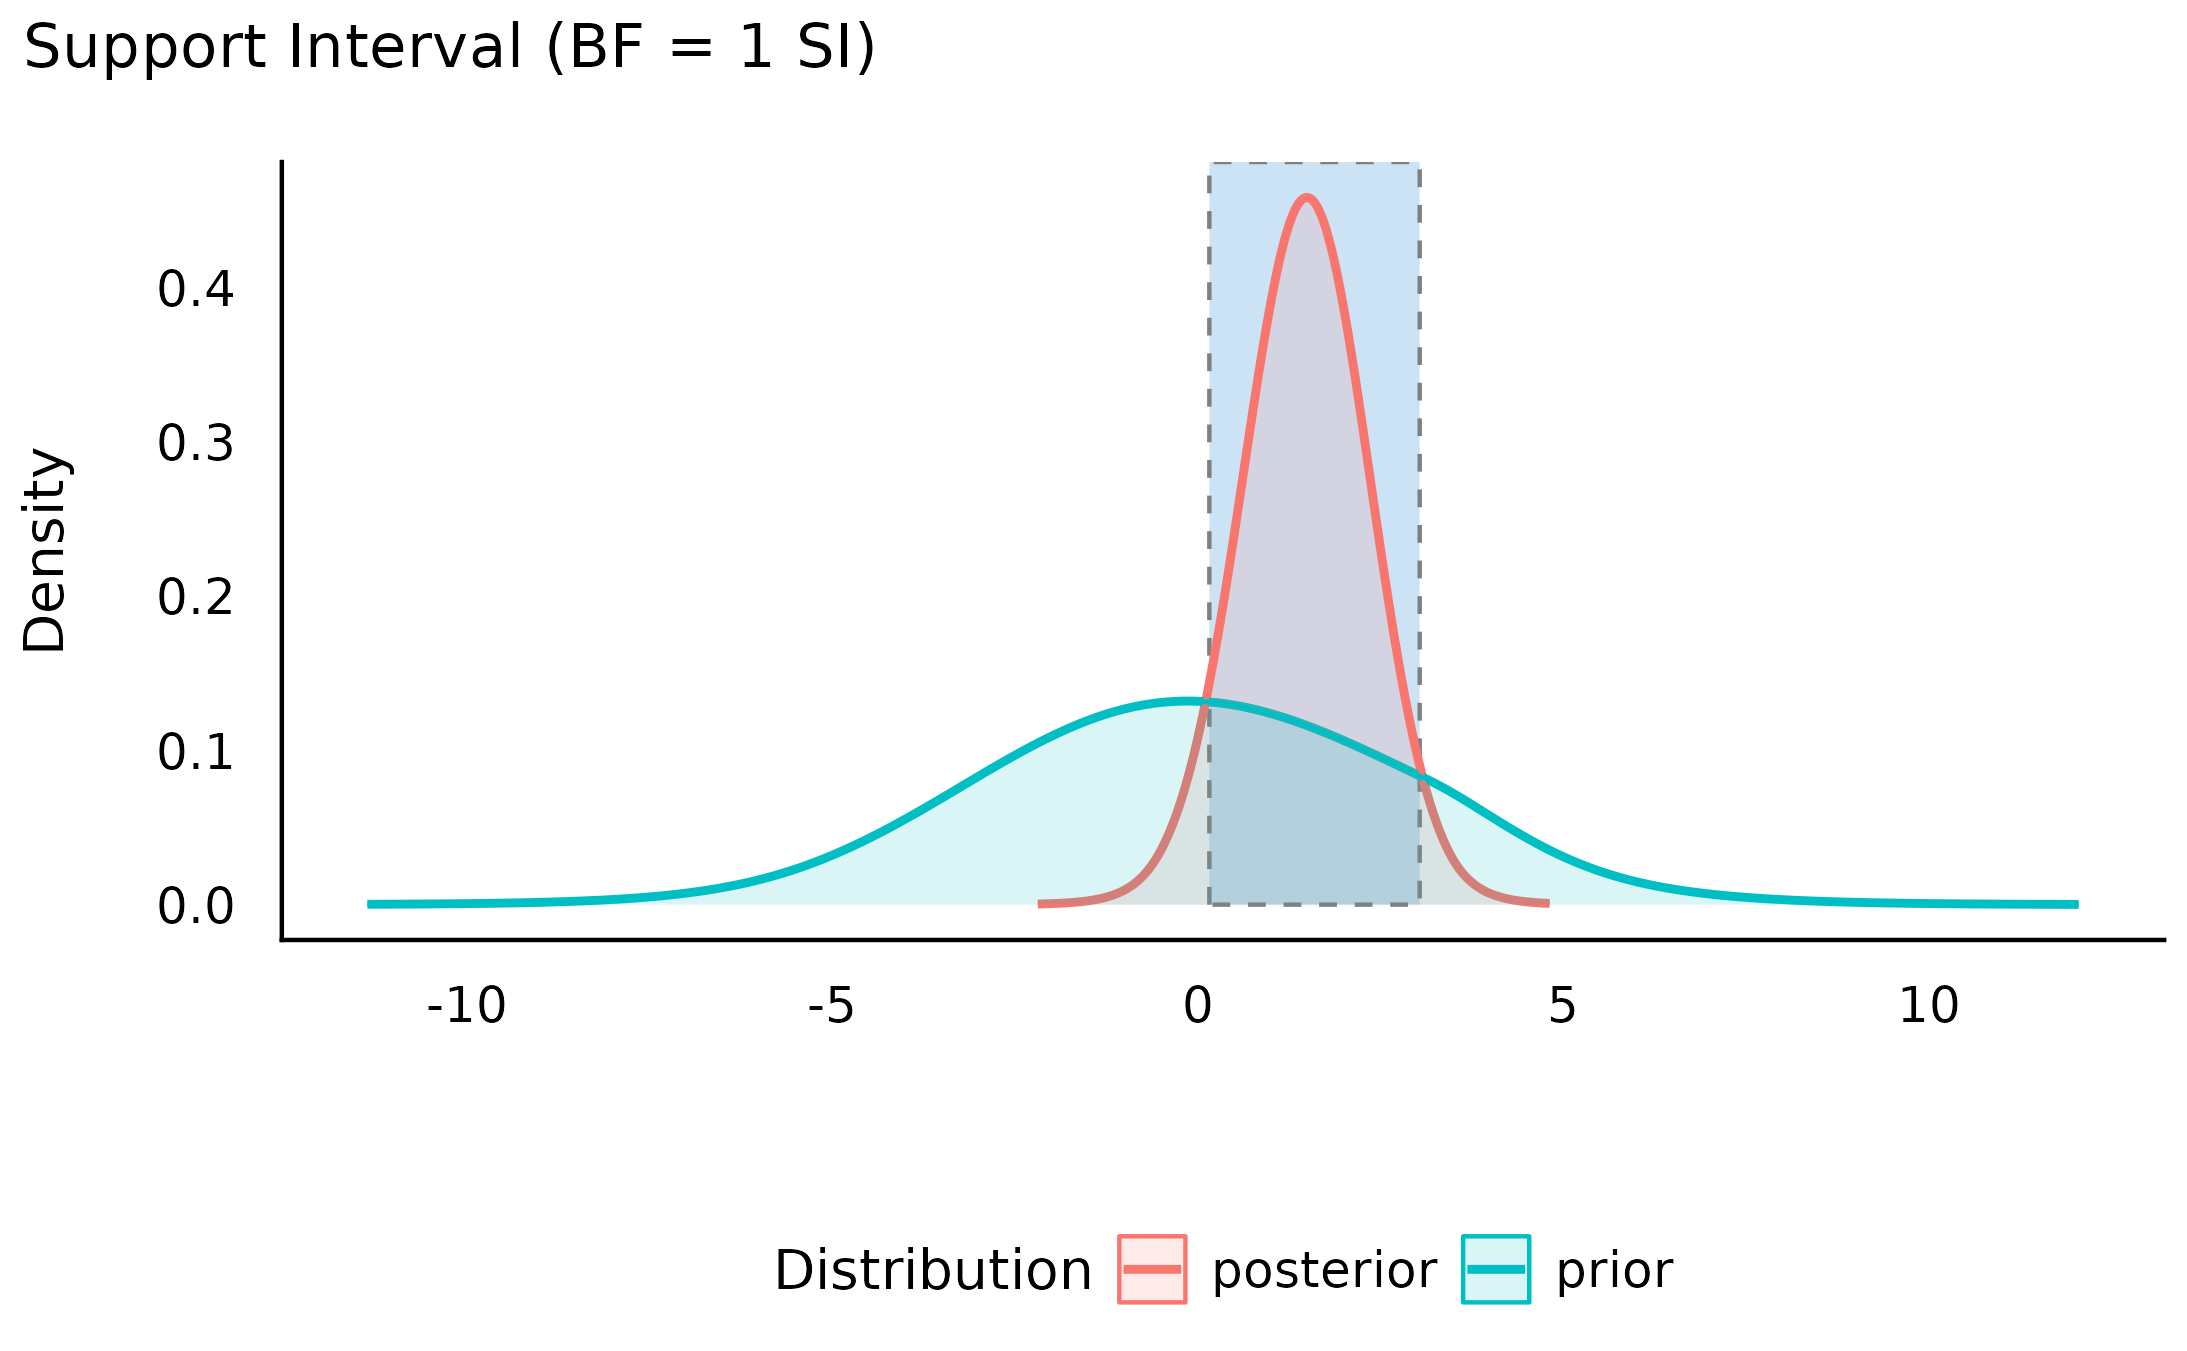 Support Interval (BF = 1 SI)
Density
0.4
0.3
0.2
0.1
0.0
-10 -5 0 5 10
Distribution posterior prior